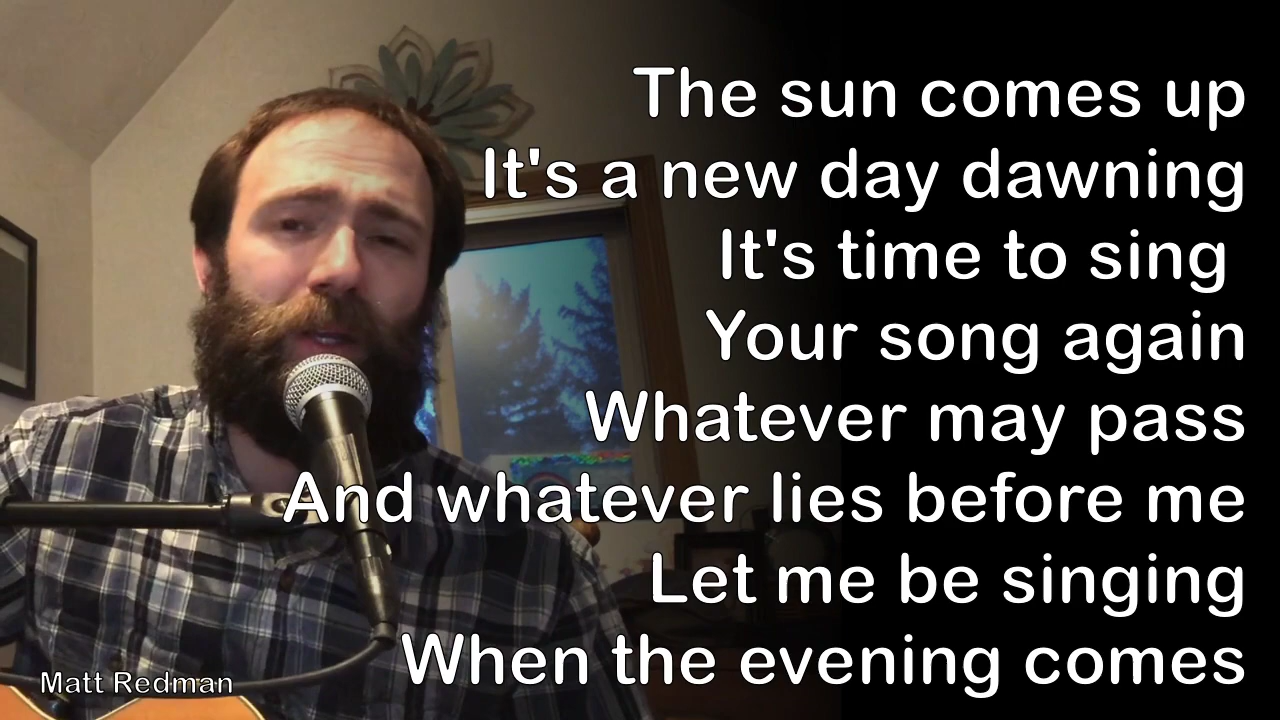 The sun comes up
It's a new day dawning
It's time to sing
Your song again
Whatever may pass
And whatever lies before me
Let me be singing
When the evening comes
Matt Redman